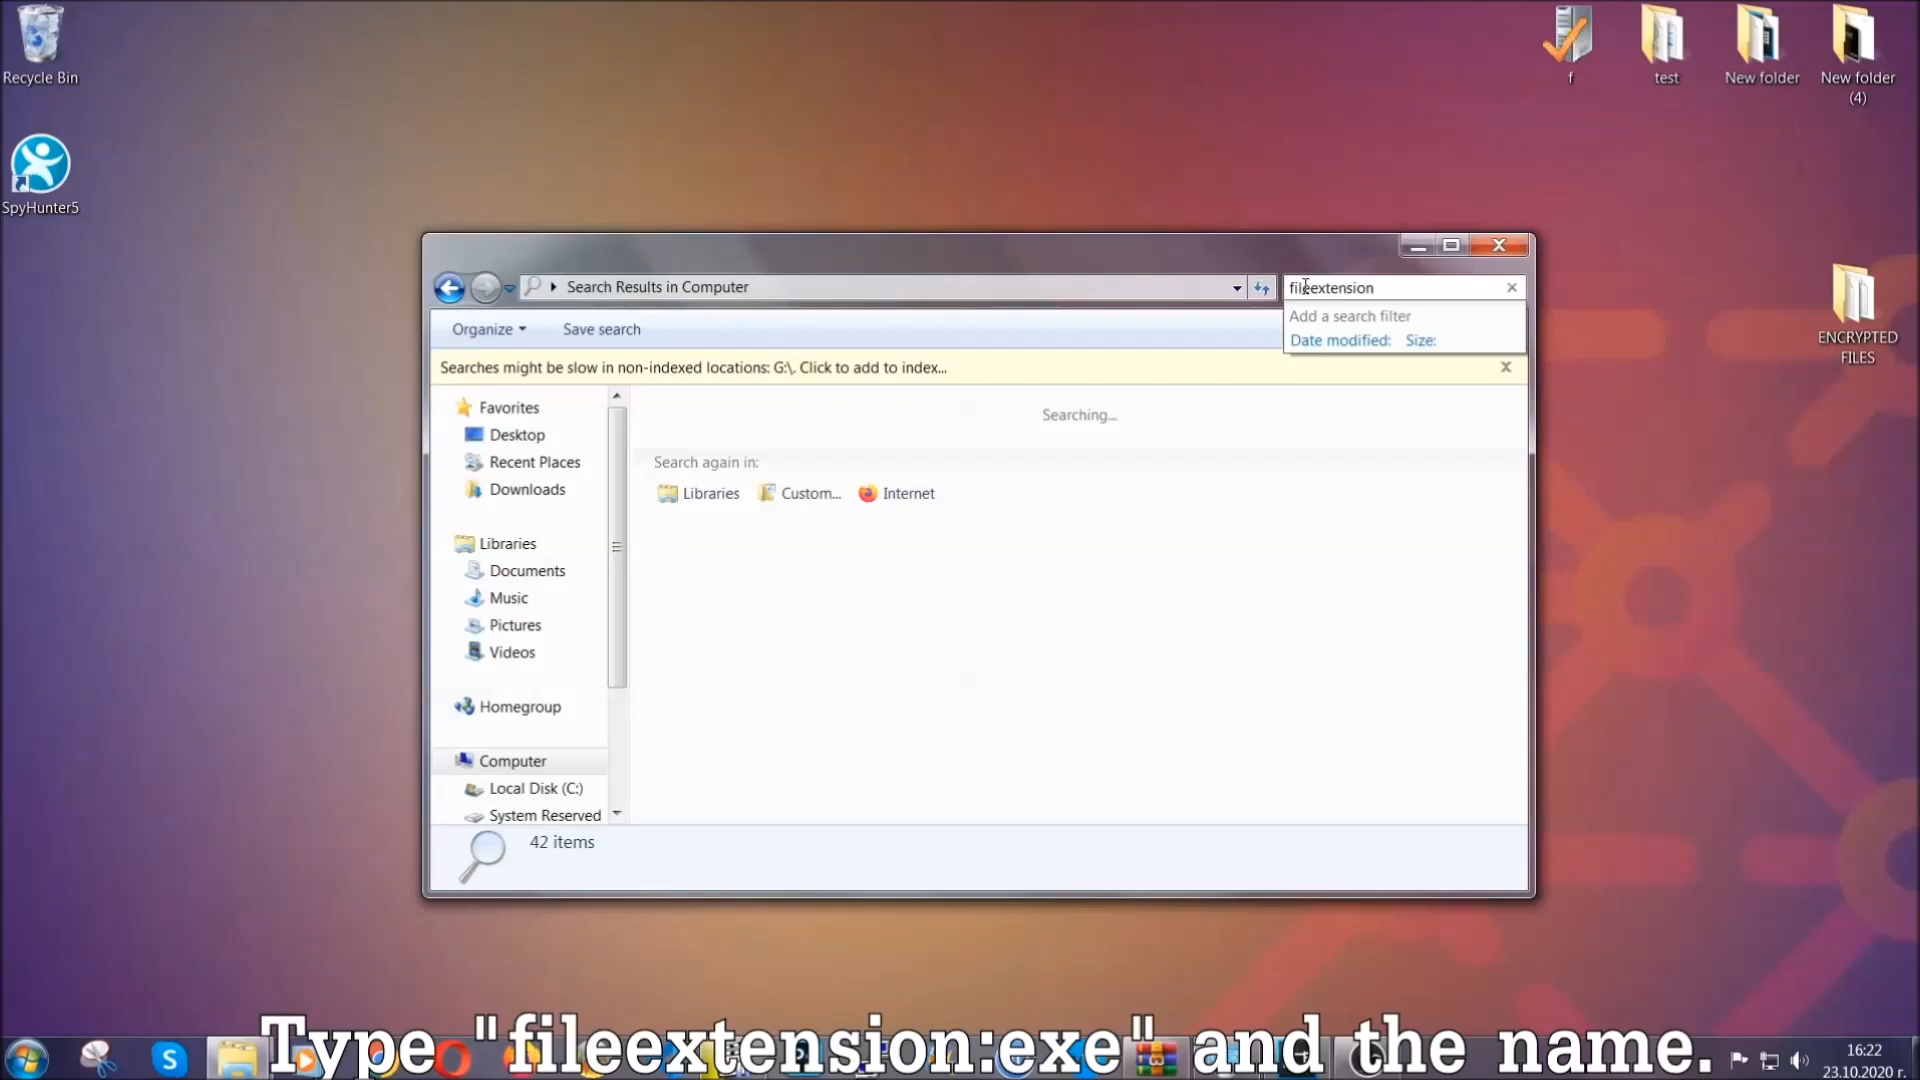 Recycle Bin
SpyHunter5
f
test
New folder
New folder
(4)
ENCRYPTED
FILES
Search Results in Computer
fileextension
Add a search filter
Date modified: Size:
Organize
Save search
Searches might be slow in non-indexed locations: G:\. Click to add to index...
Favorites
Desktop
Recent Places
Downloads
Libraries
Documents
Music
Pictures
Videos
Homegroup
Computer
Local Disk (C:)
System Reserved
Searching...
Search again in:
Libraries
Custom...
Internet
42 items
Type "fileextension:exe" and the name.
16:22
23.10.2020 г.